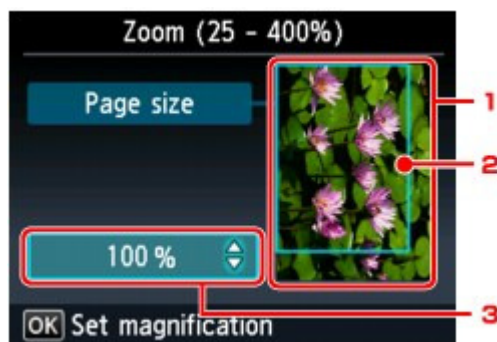 Zoom (25 - 400%)
Page size
1
2
100 %
3
OK Set magnification